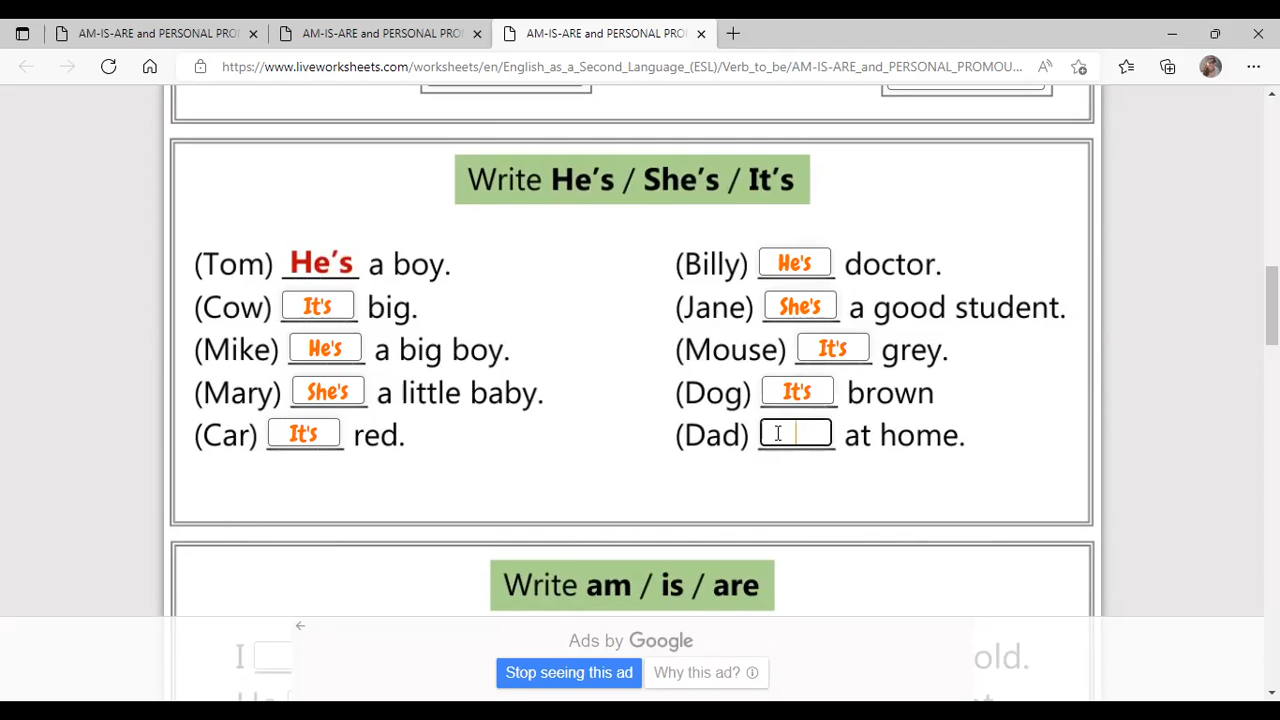 AM-IS-ARE and PERSONAL PRO
AM-IS-ARE and PERSONAL PRO
AM-IS-ARE and PERSONAL PRO
https://www.liveworksheets.com/worksheets/en/English_as_a_Second_Language_(ESL)/Verb_to_be/AM-IS-ARE_and_PERSONAL_PROMOU...
Write He's / She's / It's
(Tom) He's a boy.
(Cow) It's big.
(Mike) He's a big boy.
(Mary) She's a little baby.
(Car) It's red.
(Billy) He's doctor.
(Jane) She's a good student.
(Mouse) It's grey.
(Dog) It's brown
(Dad) at home.
Write am / is / are
Ads by Google
Stop seeing this ad
Why this ad?
I
old.